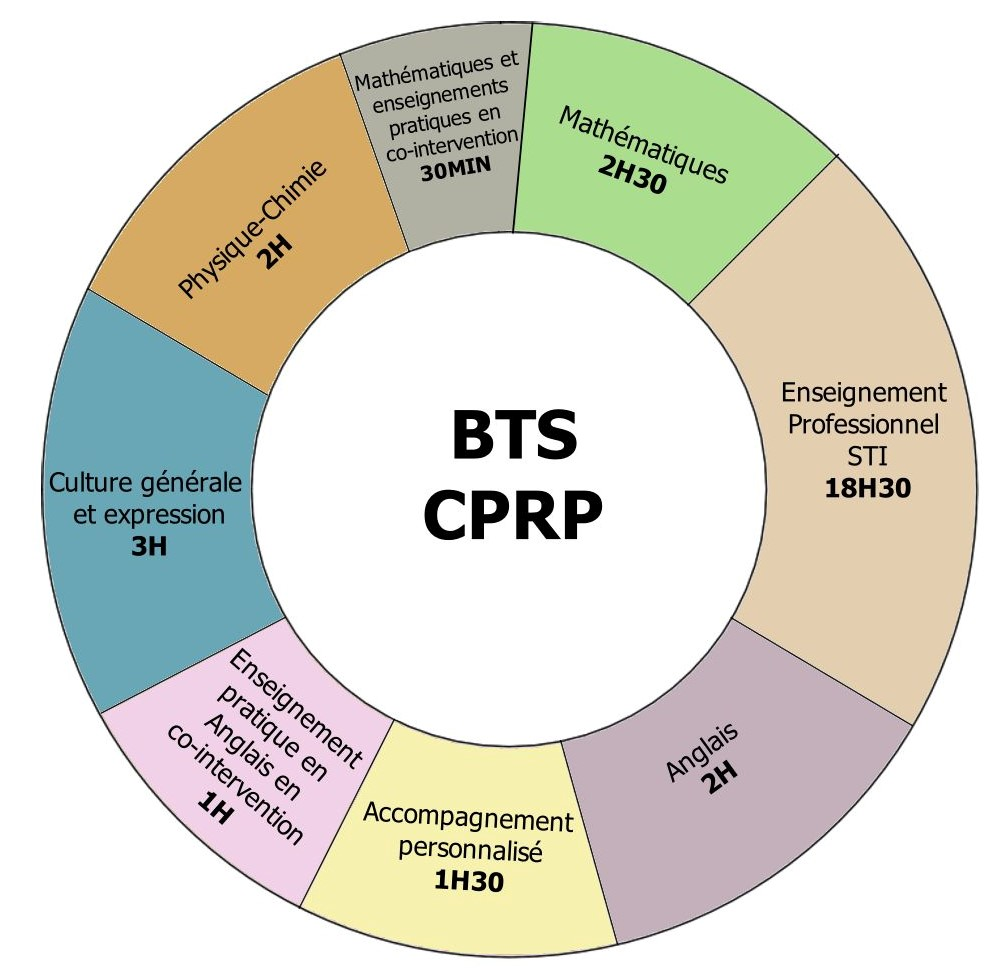 BTS
CPRP
Mathématiques et
enseignements
pratiques en
co-intervention
30MIN
Mathématiques
2H30
Enseignement
Professionnel
STI
18H30
Anglais
2H
Accompagnement
personnalisé
1H30
Enseignement
pratique en
Anglais en
co-intervention
1H
Culture générale
et expression
3H
Physique-Chimie
2H